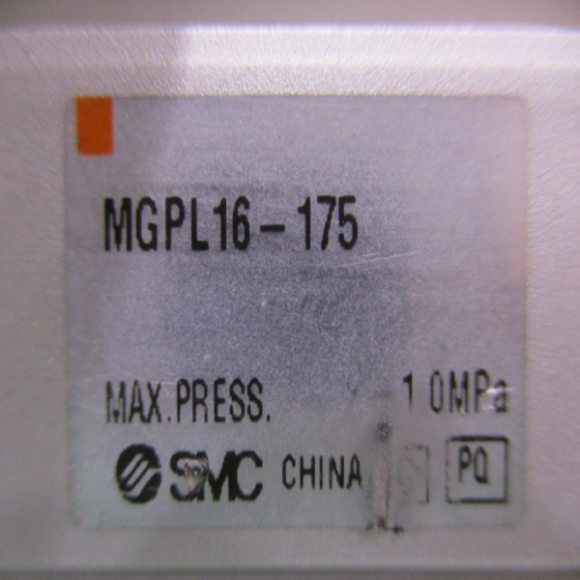 MGPL16-175
MAX.PRESS. 1.0MPa
SMC CHINA PQ